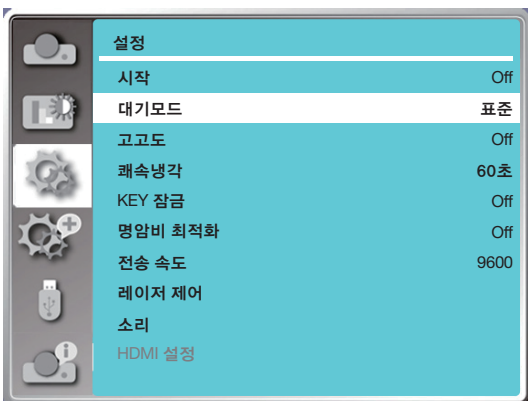 설정
시작 Off
대기모드 표준
고고도 Off
쾌속냉각 60초
KEY 잠금 Off
명암비 최적화 Off
전송 속도 9600
레이저 제어
소리
HDMI 설정